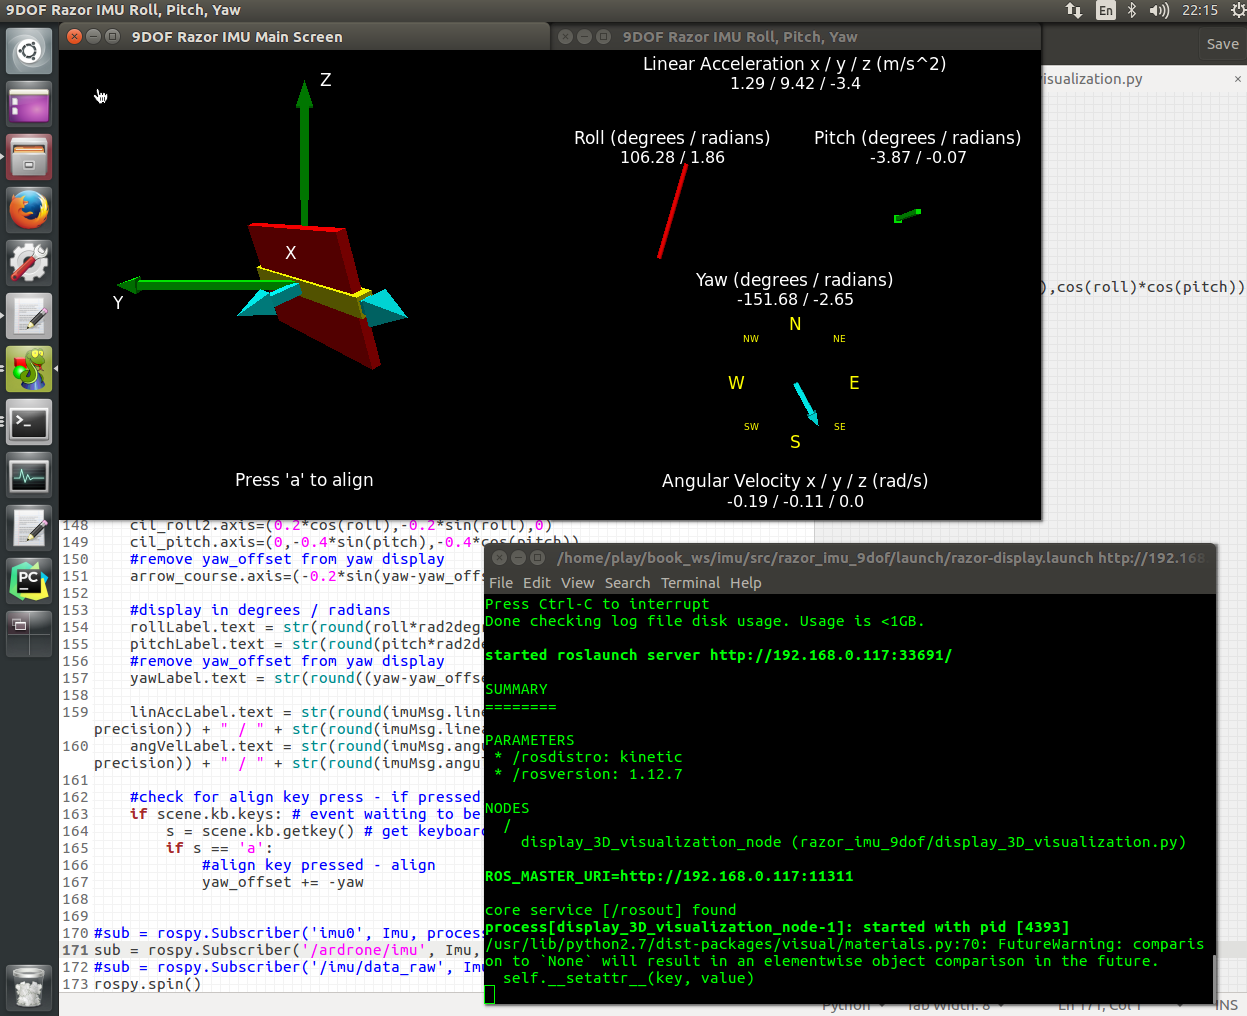 9DOF Razor IMU Roll, Pitch, Yaw
En
22:15
9DOF Razor IMU Main Screen
9DOF Razor IMU Roll, Pitch, Yaw
Save
isualization.py
Z
X
Y
Press 'a' to align
Linear Acceleration x / y / z (m/s^2)
1.29 / 9.42 / -3.4
Roll (degrees / radians)
106.28 / 1.86
Pitch (degrees / radians)
-3.87 / -0.07
Yaw (degrees / radians)
-151.68 / -2.65
N
NW
NE
W
E
SW
SE
S
Angular Velocity x / y / z (rad/s)
-0.19 / -0.11 / 0.0
),cos(roll)*cos(pitch))
PC
148 cil_roll2.axis=(0.2*cos(roll),-0.2*sin(roll),0)
149 cil_pitch.axis=(0,-0.4*sin(pitch),-0.4*cos(pitch))
150 #remove yaw_offset from yaw display
151 arrow_course.axis=(-0.2*sin(yaw-yaw_offs
152
153 #display in degrees / radians
154 rollLabel.text = str(round(roll*rad2degr
155 pitchLabel.text = str(round(pitch*rad2de
156 #remove yaw_offset from yaw display
157 yawLabel.text = str(round((yaw-yaw_offse
158
159 linAccLabel.text = str(round(imuMsg.line
precision)) + " / " + str(round(imuMsg.linea
160 angVelLabel.text = str(round(imuMsg.angu
precision)) + " / " + str(round(imuMsg.angul
161
162 #check for align key press - if pressed
163 if scene.kb.keys: # event waiting to be
164 s = scene.kb.getkey() # get keyboard
165 if s == 'a':
166 #align key pressed - align
167 yaw_offset += -yaw
168
169
170 #sub = rospy.Subscriber('imu0', Imu, process
171 sub = rospy.Subscriber('/ardrone/imu', Imu,
172 #sub = rospy.Subscriber('/imu/data_raw', Imu
173 rospy.spin()
/home/play/book_ws/imu/src/razor_imu_9dof/launch/razor-display.launch http://192.168
File Edit View Search Terminal Help
Press Ctrl-C to interrupt
Done checking log file disk usage. Usage is <1GB.
started roslaunch server http://192.168.0.117:33691/
SUMMARY
========
PARAMETERS
* /rosdistro: kinetic
* /rosversion: 1.12.7
NODES
/
display_3D_visualization_node (razor_imu_9dof/display_3D_visualization.py)
ROS_MASTER_URI=http://192.168.0.117:11311
core service [/rosout] found
process[display_3D_visualization_node-1]: started with pid [4393]
/usr/lib/python2.7/dist-packages/visual/materials.py:70: FutureWarning: comparis
on to `None` will result in an elementwise object comparison in the future.
self.__setattr__(key, value)
Python Tab Width: 8 Ln 171, Col 1 INS